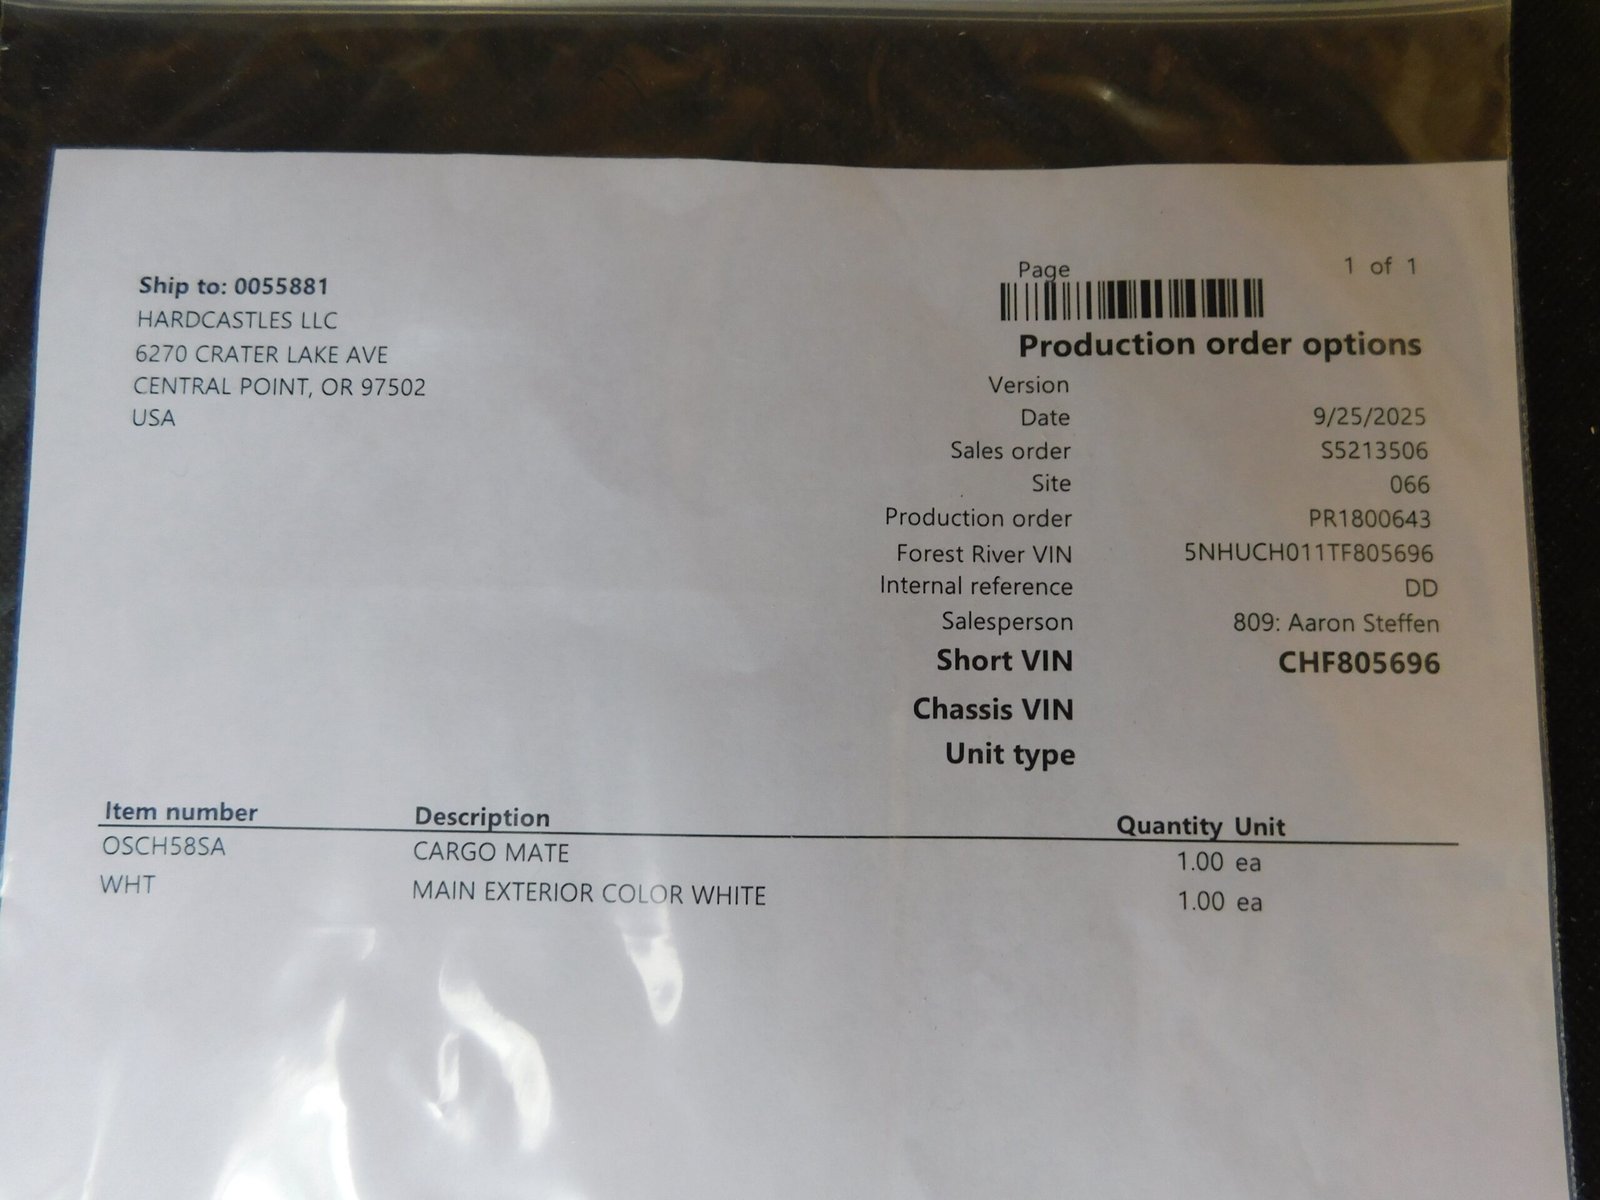 Ship to: 0055881
HARDCASTLES LLC
6270 CRATER LAKE AVE
CENTRAL POINT, OR 97502
USA
Page 1 of 1
Production order options
Version
Date 9/25/2025
Sales order S5213506
Site 066
Production order PR1800643
Forest River VIN 5NHUCH011TF805696
Internal reference DD
Salesperson 809: Aaron Steffen
Short VIN CHF805696
Chassis VIN
Unit type
Item number Description Quantity Unit
OSCH58SA CARGO MATE 1.00 ea
WHT MAIN EXTERIOR COLOR WHITE 1.00 ea